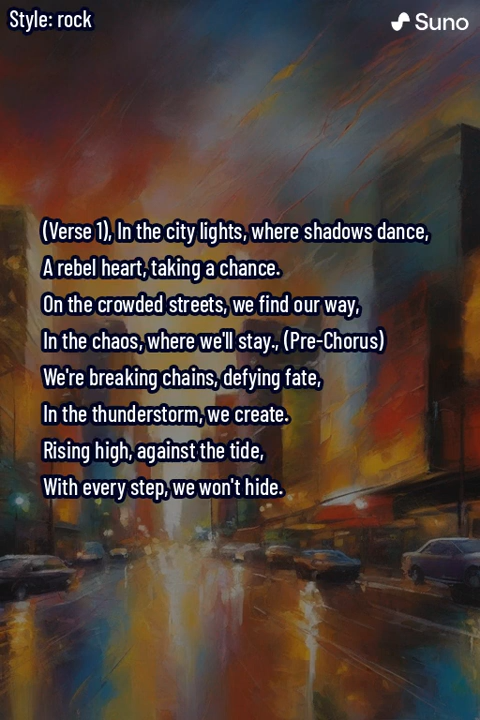 Style: rock
Suno
(Verse 1), In the city lights, where shadows dance,
A rebel heart, taking a chance.
On the crowded streets, we find our way,
In the chaos, where we'll stay., (Pre-Chorus)
We're breaking chains, defying fate,
In the thunderstorm, we create.
Rising high, against the tide,
With every step, we won't hide.